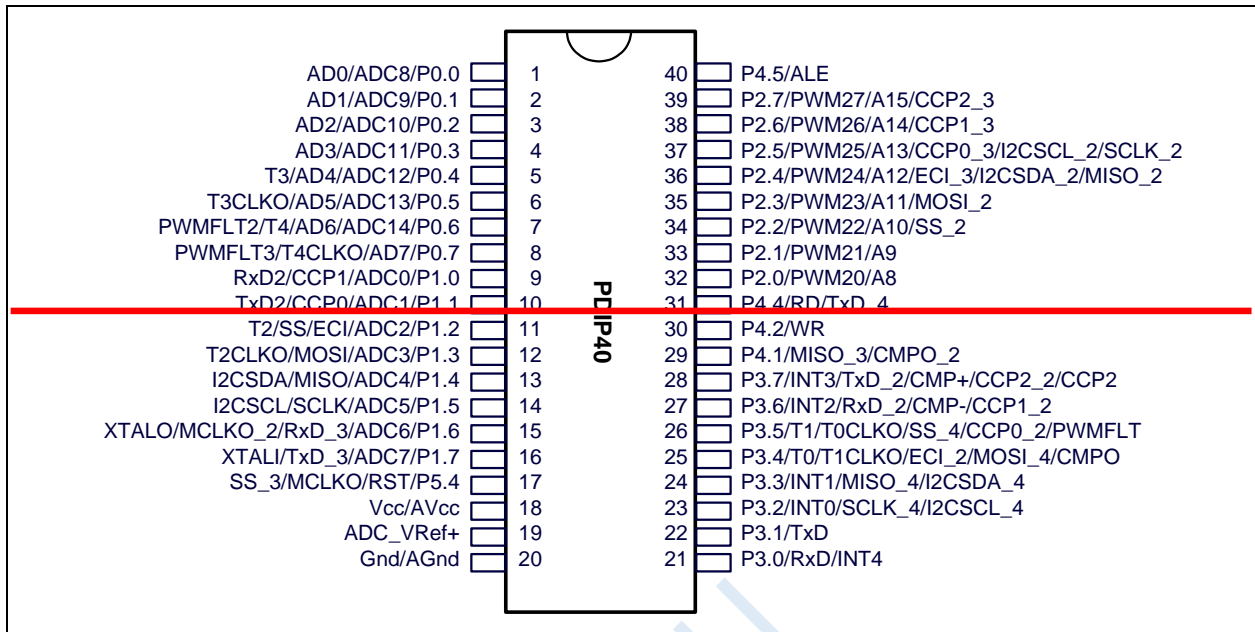 AD0/ADC8/P0.0 1 40 P4.5/ALE
AD1/ADC9/P0.1 2 39 P2.7/PWM27/A15/CCP2_3
AD2/ADC10/P0.2 3 38 P2.6/PWM26/A14/CCP1_3
AD3/ADC11/P0.3 4 37 P2.5/PWM25/A13/CCP0_3/I2CSCL_2/SCLK_2
T3/AD4/ADC12/P0.4 5 36 P2.4/PWM24/A12/ECI_3/I2CSDA_2/MISO_2
T3CLKO/AD5/ADC13/P0.5 6 35 P2.3/PWM23/A11/MOSI_2
PWMFLT2/T4/AD6/ADC14/P0.6 7 34 P2.2/PWM22/A10/SS_2
PWMFLT3/T4CLKO/AD7/P0.7 8 33 P2.1/PWM21/A9
RxD2/CCP1/ADC0/P1.0 9 32 P2.0/PWM20/A8
TxD2/CCP0/ADC1/P1.1 10 31 P4.4/RD/TxD_4
PDIP40
T2/SS/ECI/ADC2/P1.2 11 30 P4.2/WR
T2CLKO/MOSI/ADC3/P1.3 12 29 P4.1/MISO_3/CMPO_2
I2CSDA/MISO/ADC4/P1.4 13 28 P3.7/INT3/TxD_2/CMP+/CCP2_2/CCP2
I2CSCL/SCLK/ADC5/P1.5 14 27 P3.6/INT2/RxD_2/CMP-/CCP1_2
XTALO/MCLKO_2/RxD_3/ADC6/P1.6 15 26 P3.5/T1/T0CLKO/SS_4/CCP0_2/PWMFLT
XTALI/TxD_3/ADC7/P1.7 16 25 P3.4/T0/T1CLKO/ECI_2/MOSI_4/CMPO
SS_3/MCLKO/RST/P5.4 17 24 P3.3/INT1/MISO_4/I2CSDA_4
Vcc/AVcc 18 23 P3.2/INT0/SCLK_4/I2CSCL_4
ADC_VRef+ 19 22 P3.1/TxD
Gnd/AGnd 20 21 P3.0/RxD/INT4